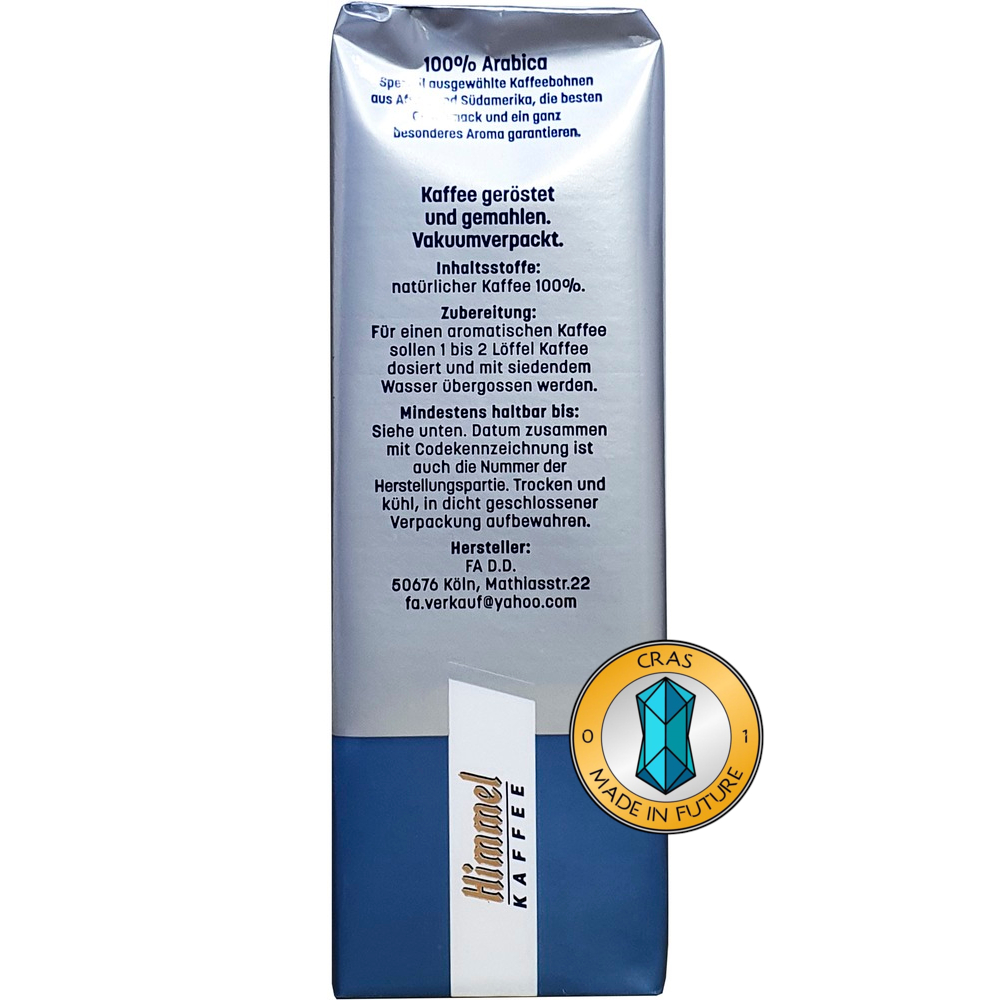 100% Arabica
ausgewählte Kaffeebohnen
aus Südamerika, die besten
und ein ganz
besonderes Aroma garantieren.
Kaffee geröstet
und gemahlen.
Vakuumverpackt.
Inhaltsstoffe:
natürlicher Kaffee 100%.
Zubereitung:
Für einen aromatischen Kaffee
sollen 1 bis 2 Löffel Kaffee
dosiert und mit siedendem
Wasser übergossen werden.
Mindestens haltbar bis:
Siehe unten. Datum zusammen
mit Codekennzeichnung ist
auch die Nummer der
Herstellungspartie. Trocken und
kühl, in dicht geschlossener
Verpackung aufbewahren.
Hersteller:
FA D.D.
50676 Köln, Mathiasstr.22
fa.verkauf@yahoo.com
Himmel
KAFFEE
CRAS
0 1
MADE IN FUTURE